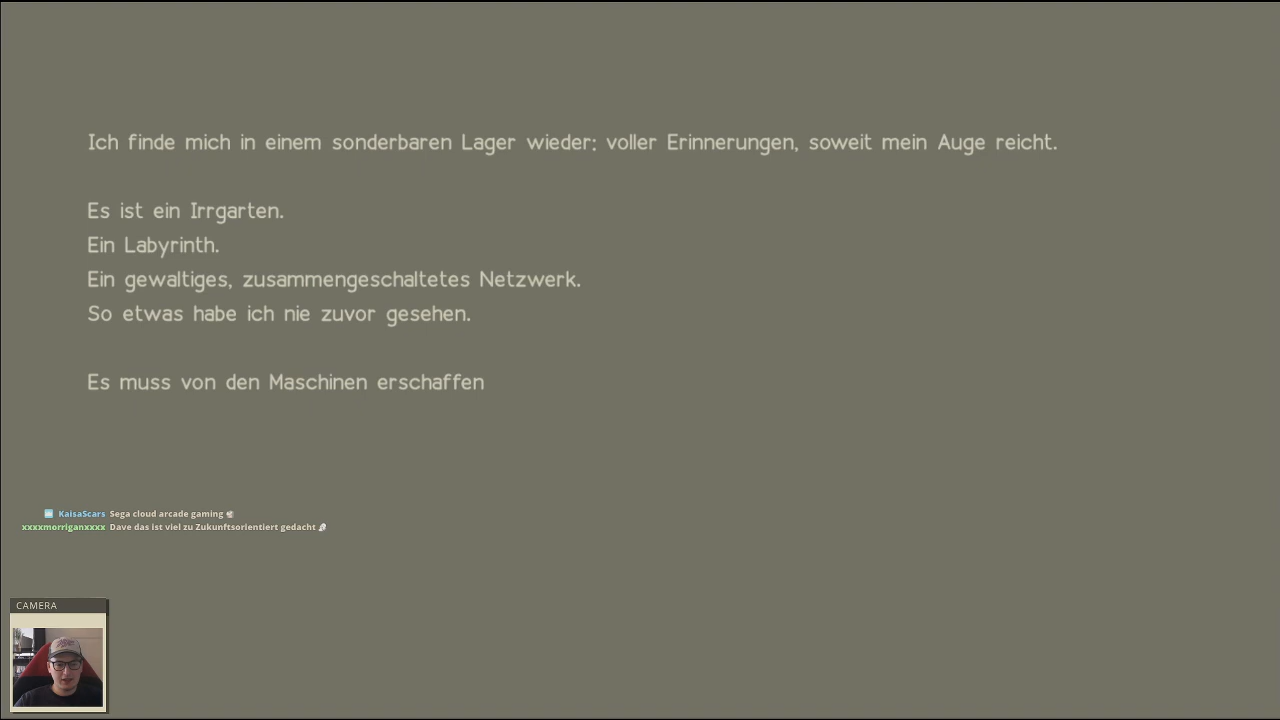 Ich finde mich in einem sonderbaren Lager wieder: voller Erinnerungen, soweit mein Auge reicht.
Es ist ein Irrgarten.
Ein Labyrinth.
Ein gewaltiges, zusammengeschaltetes Netzwerk.
So etwas habe ich nie zuvor gesehen.
Es muss von den Maschinen erschaffen
KaisaScars Sega cloud arcade gaming
xxxxmorriganxxxx Dave das ist viel zu Zukunftsorientiert gedacht
CAMERA